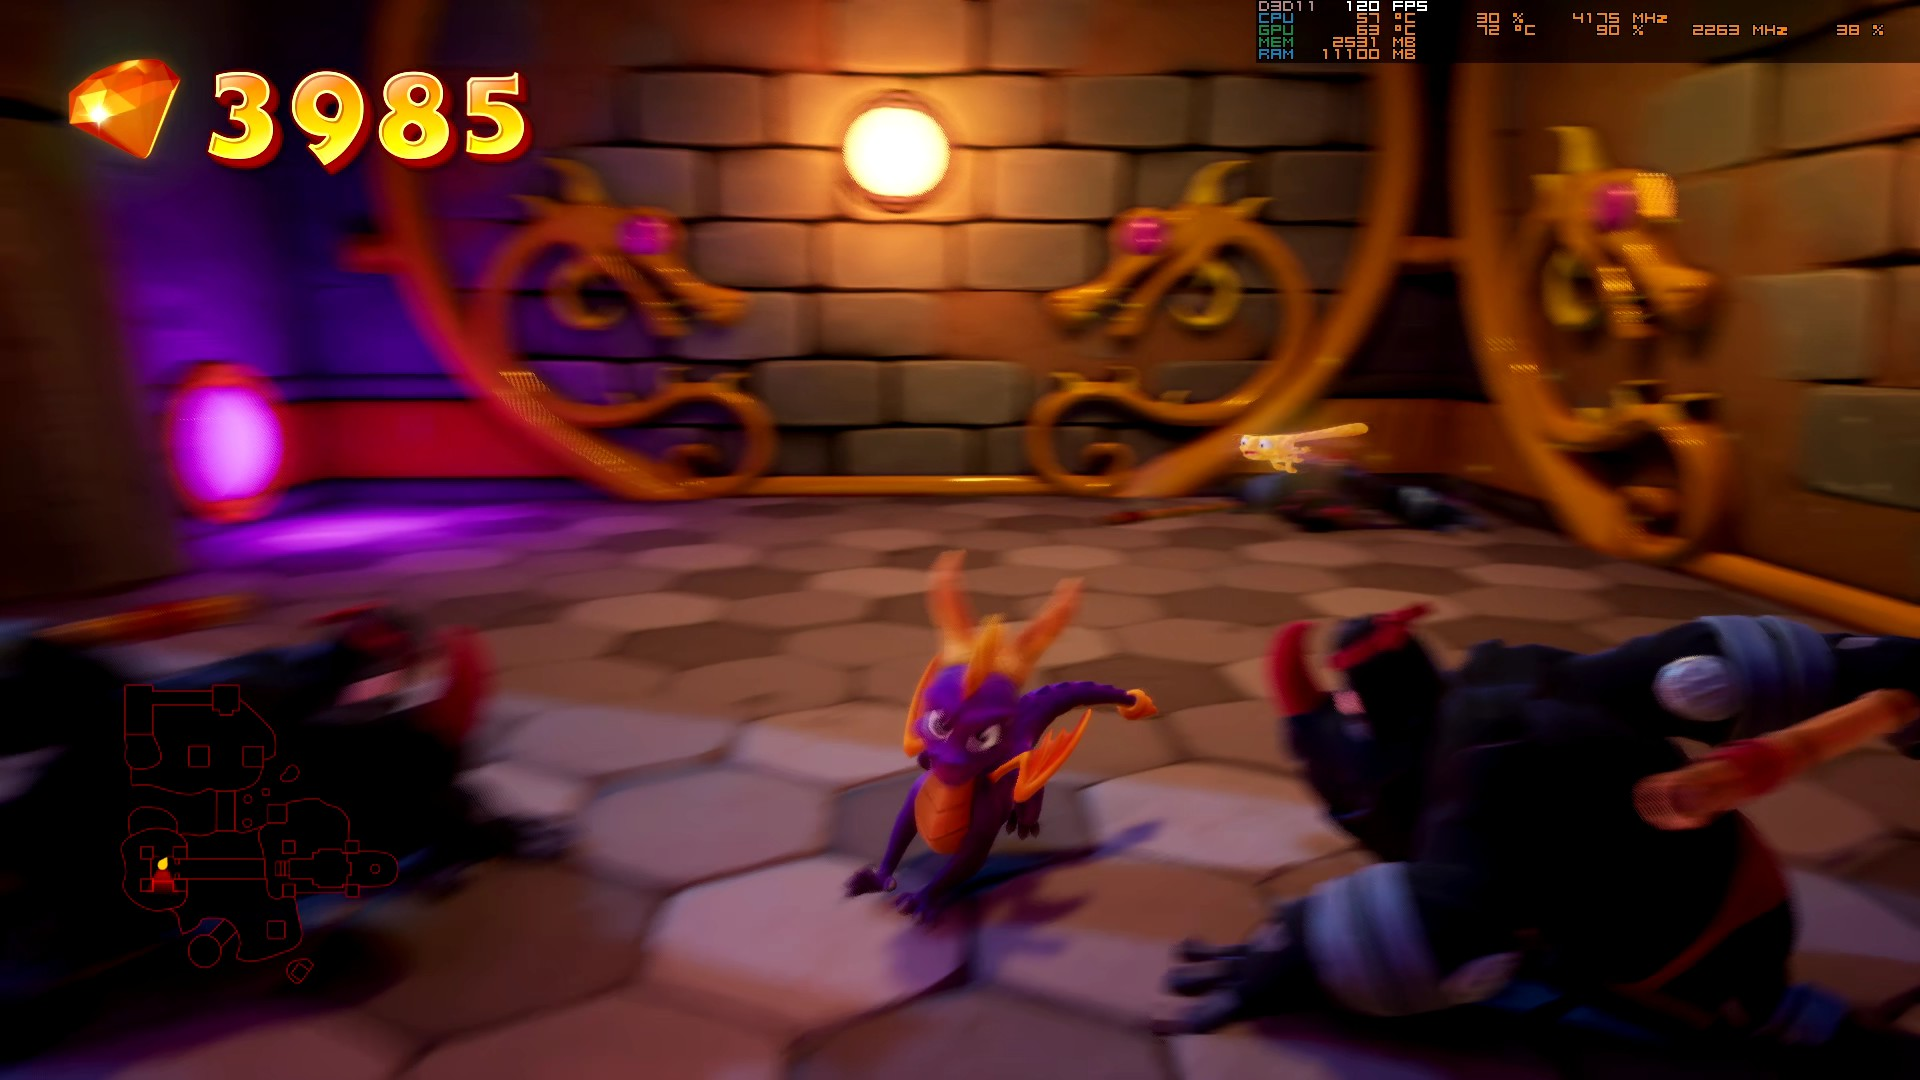 D3D11 120 FPS
CPU 57 °C 30 % 4175 MHz
GPU 63 °C 72 °C 90 % 2263 MHz 38 %
MEM 2531 MB
RAM 11100 MB
3985